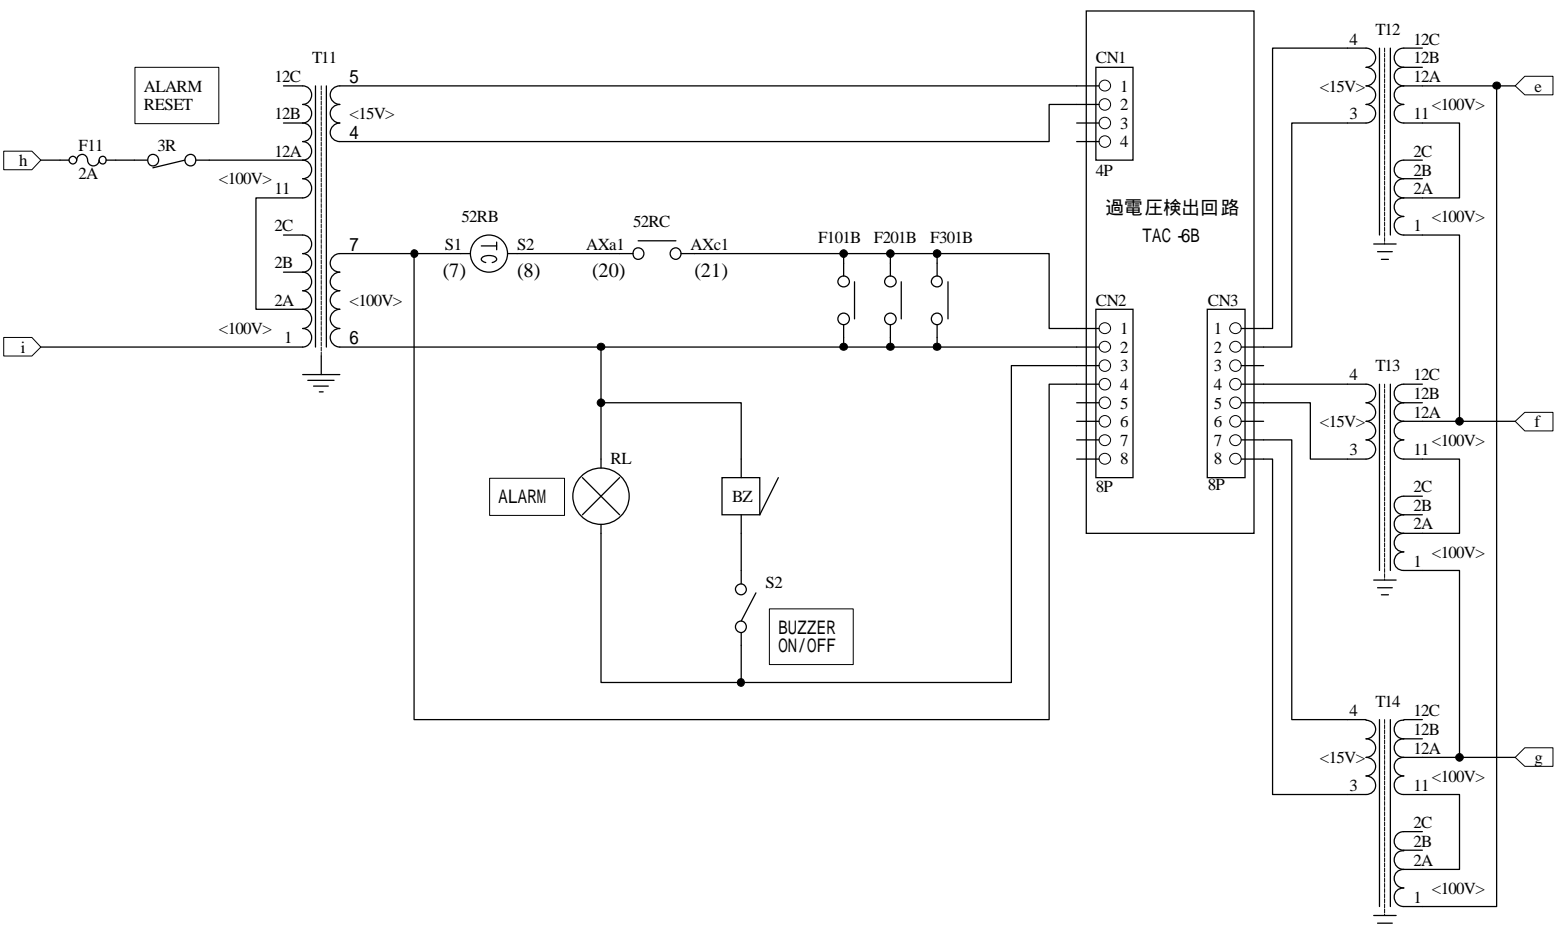 h
F11
2A
ALARM
RESET
3R
T11
12C
12B
12A
<100V>
11
2C
2B
2A
<100V>
1
i
5
<15V>
4
7
<100V>
6
52RB
S1
TC
S2
(7)
(8)
52RC
AXa1
AXc1
(20)
(21)
F101B
F201B
F301B
RL
ALARM
BZ
S2
BUZZER
ON/OFF
CN1
1
2
3
4
4P
過電圧検出回路
TAC-6B
CN2
1
2
3
4
5
6
7
8
8P
CN3
1
2
3
4
5
6
7
8
8P
T12
4
<15V>
3
12C
12B
12A
<100V>
11
2C
2B
2A
<100V>
1
e
T13
4
<15V>
3
12C
12B
12A
<100V>
11
2C
2B
2A
<100V>
1
f
T14
4
<15V>
3
12C
12B
12A
<100V>
11
2C
2B
2A
<100V>
1
g